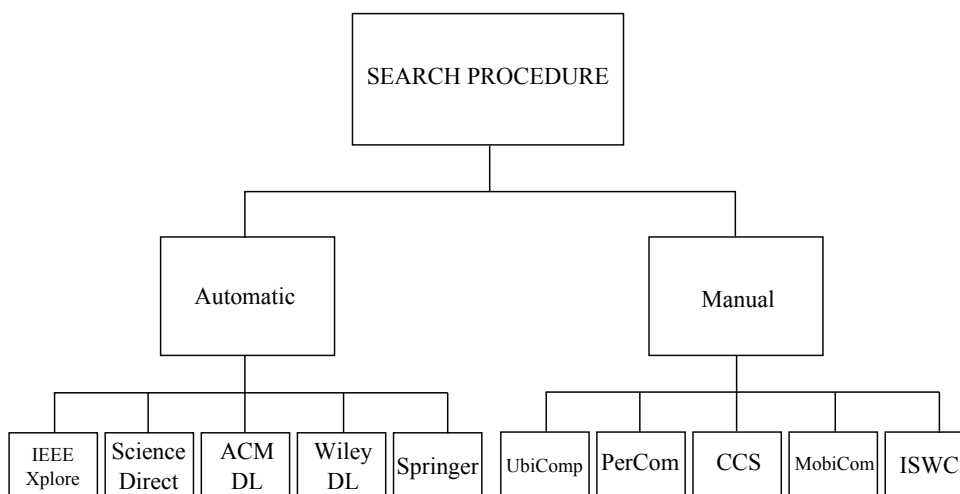 SEARCH PROCEDURE
Automatic
Manual
IEEE
Xplore
Science
Direct
ACM
DL
Wiley
DL
Springer
UbiComp
PerCom
CCS
MobiCom
ISWC